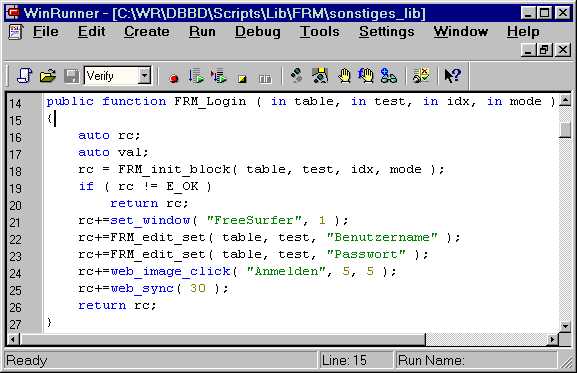 WinRunner - [C:\WR\DBBD\Scripts\Lib\FRM\sonstiges_lib]
File Edit Create Run Debug Tools Settings Window Help
Verify
14 public function FRM_Login ( in table, in test, in idx, in mode )
15 {
16 auto rc;
17 auto val;
18 rc = FRM_init_block( table, test, idx, mode );
19 if ( rc != E_OK )
20 return rc;
21 rc+=set_window( "FreeSurfer", 1 );
22 rc+=FRM_edit_set( table, test, "Benutzername" );
23 rc+=FRM_edit_set( table, test, "Passwort" );
24 rc+=web_image_click( "Anmelden", 5, 5 );
25 rc+=web_sync( 30 );
26 return rc;
27 }
Ready Line: 15 Run Name: